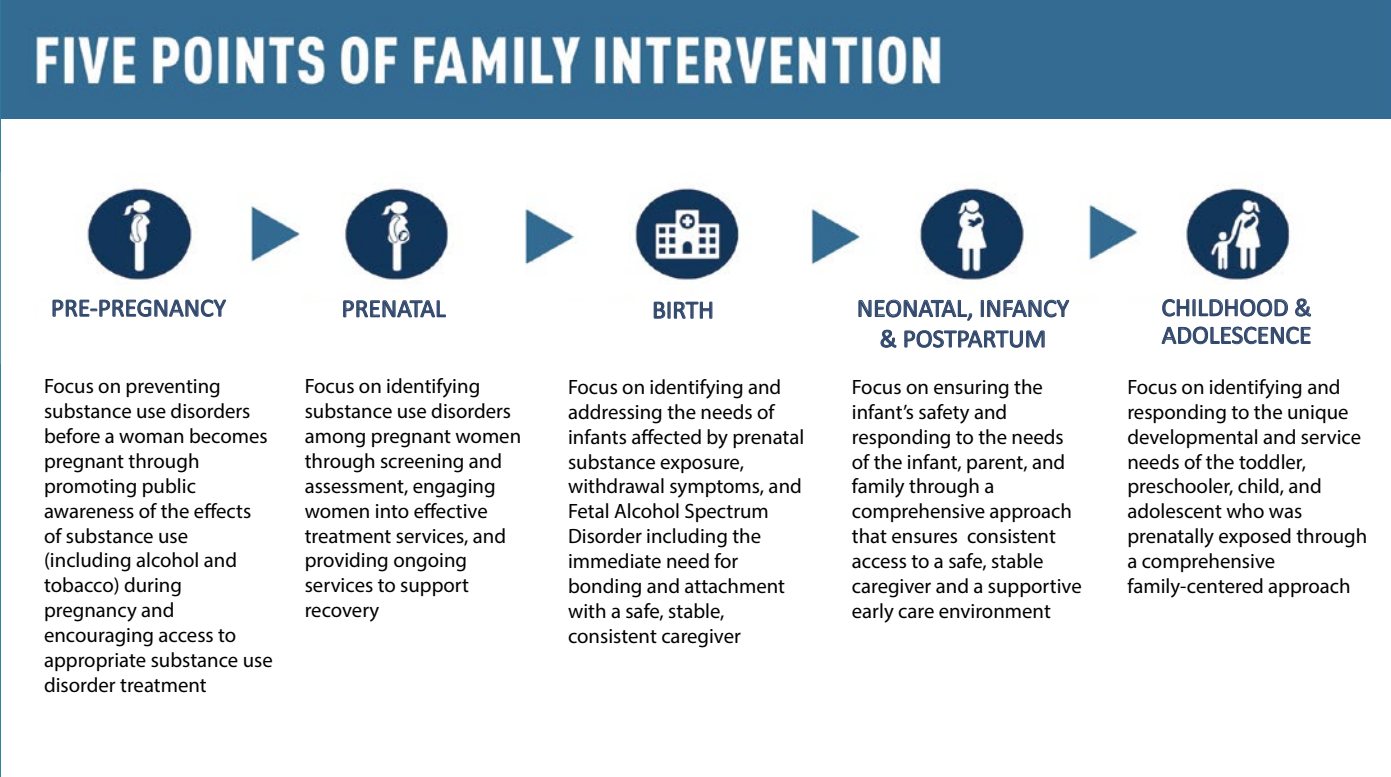 FIVE POINTS OF FAMILY INTERVENTION
PRE-PREGNANCY
Focus on preventing
substance use disorders
before a woman becomes
pregnant through
promoting public
awareness of the effects
of substance use
(including alcohol and
tobacco) during
pregnancy and
encouraging access to
appropriate substance use
disorder treatment
PRENATAL
Focus on identifying
substance use disorders
among pregnant women
through screening and
assessment, engaging
women into effective
treatment services, and
providing ongoing
services to support
recovery
BIRTH
Focus on identifying and
addressing the needs of
infants affected by prenatal
substance exposure,
withdrawal symptoms, and
Fetal Alcohol Spectrum
Disorder including the
immediate need for
bonding and attachment
with a safe, stable,
consistent caregiver
NEONATAL, INFANCY
& POSTPARTUM
Focus on ensuring the
infant’s safety and
responding to the needs
of the infant, parent, and
family through a
comprehensive approach
that ensures  consistent
access to a safe, stable
caregiver and a supportive
early care environment
CHILDHOOD &
ADOLESCENCE
Focus on identifying and
responding to the unique
developmental and service
needs of the toddler,
preschooler, child, and
adolescent who was
prenatally exposed through
a comprehensive
family-centered approach